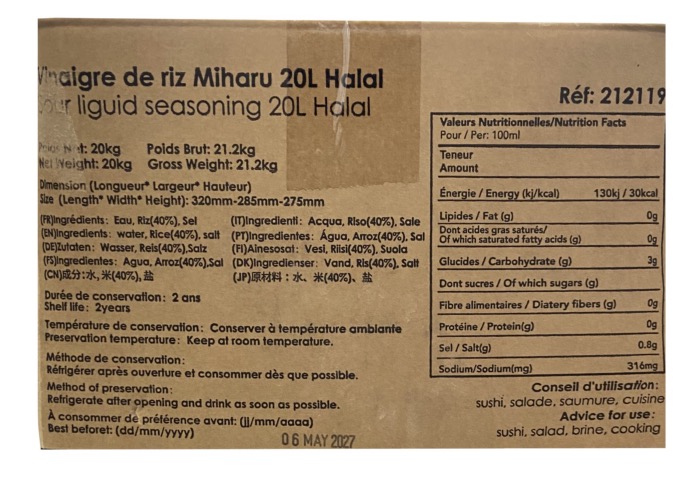 Vinaigre de riz Miharu 20L Halal
Sour liguid seasoning 20L Halal
Poids Net: 20kg Polds Brut: 21.2kg
Net Weight: 20kg Gross Weight: 21.2kg
Dimension (Longueur* Largeur* Hauteur)
Size (Length* Width* Height): 320mm-285mm-275mm
(FR)Ingrédients: Eau, Riz(40%), Sel
(EN)Ingredients: water, Rice(40%), salt
(DE)Zutaten: Wasser, Reis(40%),Salz
(FS)Ingredientes: Agua, Arroz(40%),Sal
(CN)成分:水,米(40%),盐
(IT)Ingredienti: Acqua, Riso(40%), Sale
(PT)Ingredientes: Água, Arroz(40%), Sal
(FI)Ainesosat: Vesi, Riisi(40%), Suola
(DK)Ingredienser: Vand, Ris(40%), Salt
(JP)原材料：水、米(40%)、盐
Durée de conservation: 2 ans
Shelf life: 2years
Température de conservation: Conserver à température ambiante
Preservation temperature: Keep at room temperature.
Méthode de conservation:
Réfrigérer après ouverture et consommer dès que possible.
Method of preservation:
Refrigerate after opening and drink as soon as possible.
À consommer de préférence avant: (jj/mm/aaaa)
Best beforet: (dd/mm/yyyy)
06 MAY 2027
Réf: 212119
Valeurs Nutritionnelles/Nutrition Facts
Pour / Per: 100ml
Teneur
Amount
Énergie / Energy (kj/kcal) 130kj / 30kcal
Lipides / Fat (g) 0g
Dont acides gras saturés/
Of which saturated fatty acids (g) 0g
Glucides / Carbohydrate (g) 3g
Dont sucres / Of which sugars (g)
Fibre alimentaires / Diatery fibers (g) 0g
Protéine / Protein(g) 0g
Sel / Salt(g) 0.8g
Sodium/Sodium(mg) 316mg
Conseil d'utilisation:
sushi, salade, saumure, cuisine
Advice for use:
sushi, salad, brine, cooking